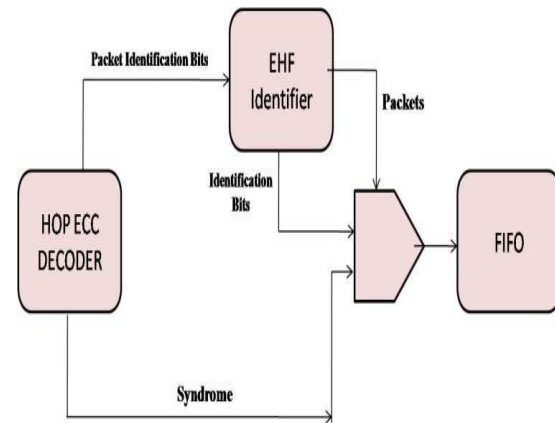 Packet Identification Bits
EHF
Identifier
Packets
Identification
Bits
HOP ECC
DECODER
FIFO
Syndrome